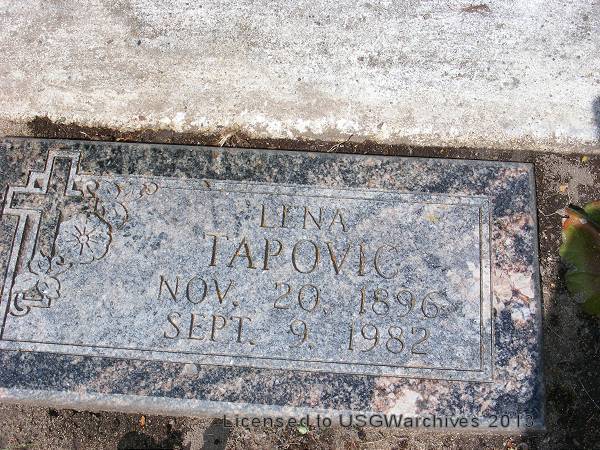 LENA
TAPOVIC
NOV. 20. 1896
SEPT. 9. 1982
Licensed to USGWarchives 2013